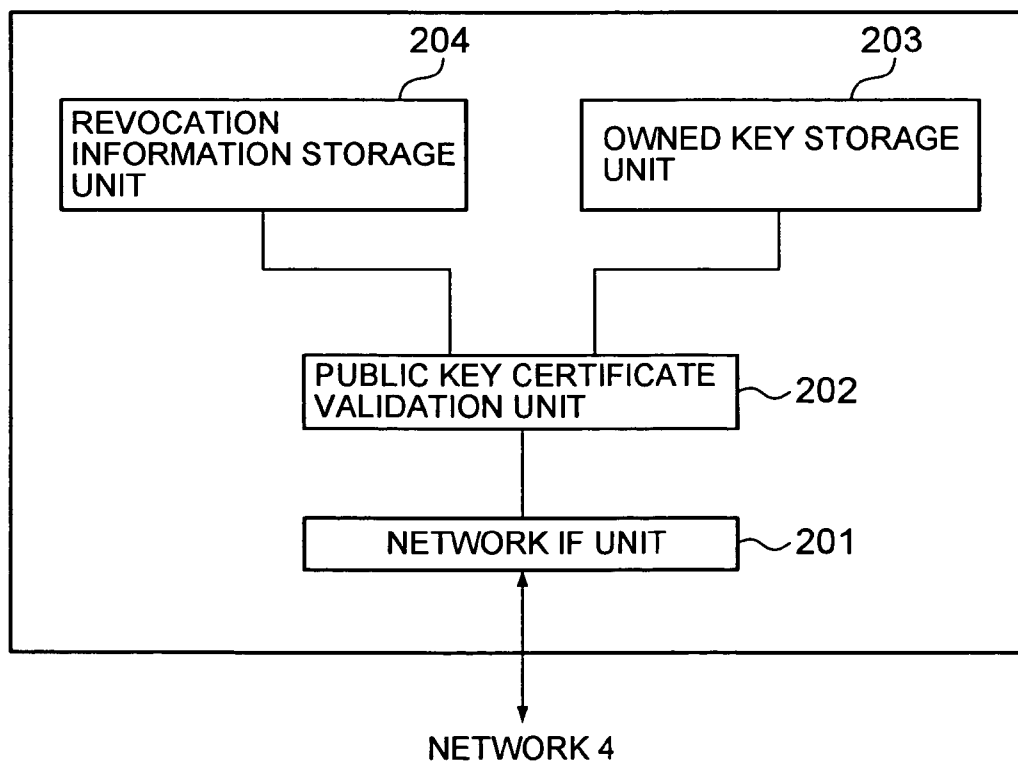 204
203
REVOCATION
INFORMATION STORAGE
UNIT
OWNED KEY STORAGE
UNIT
PUBLIC KEY CERTIFICATE
VALIDATION UNIT
202
NETWORK IF UNIT
201
NETWORK 4